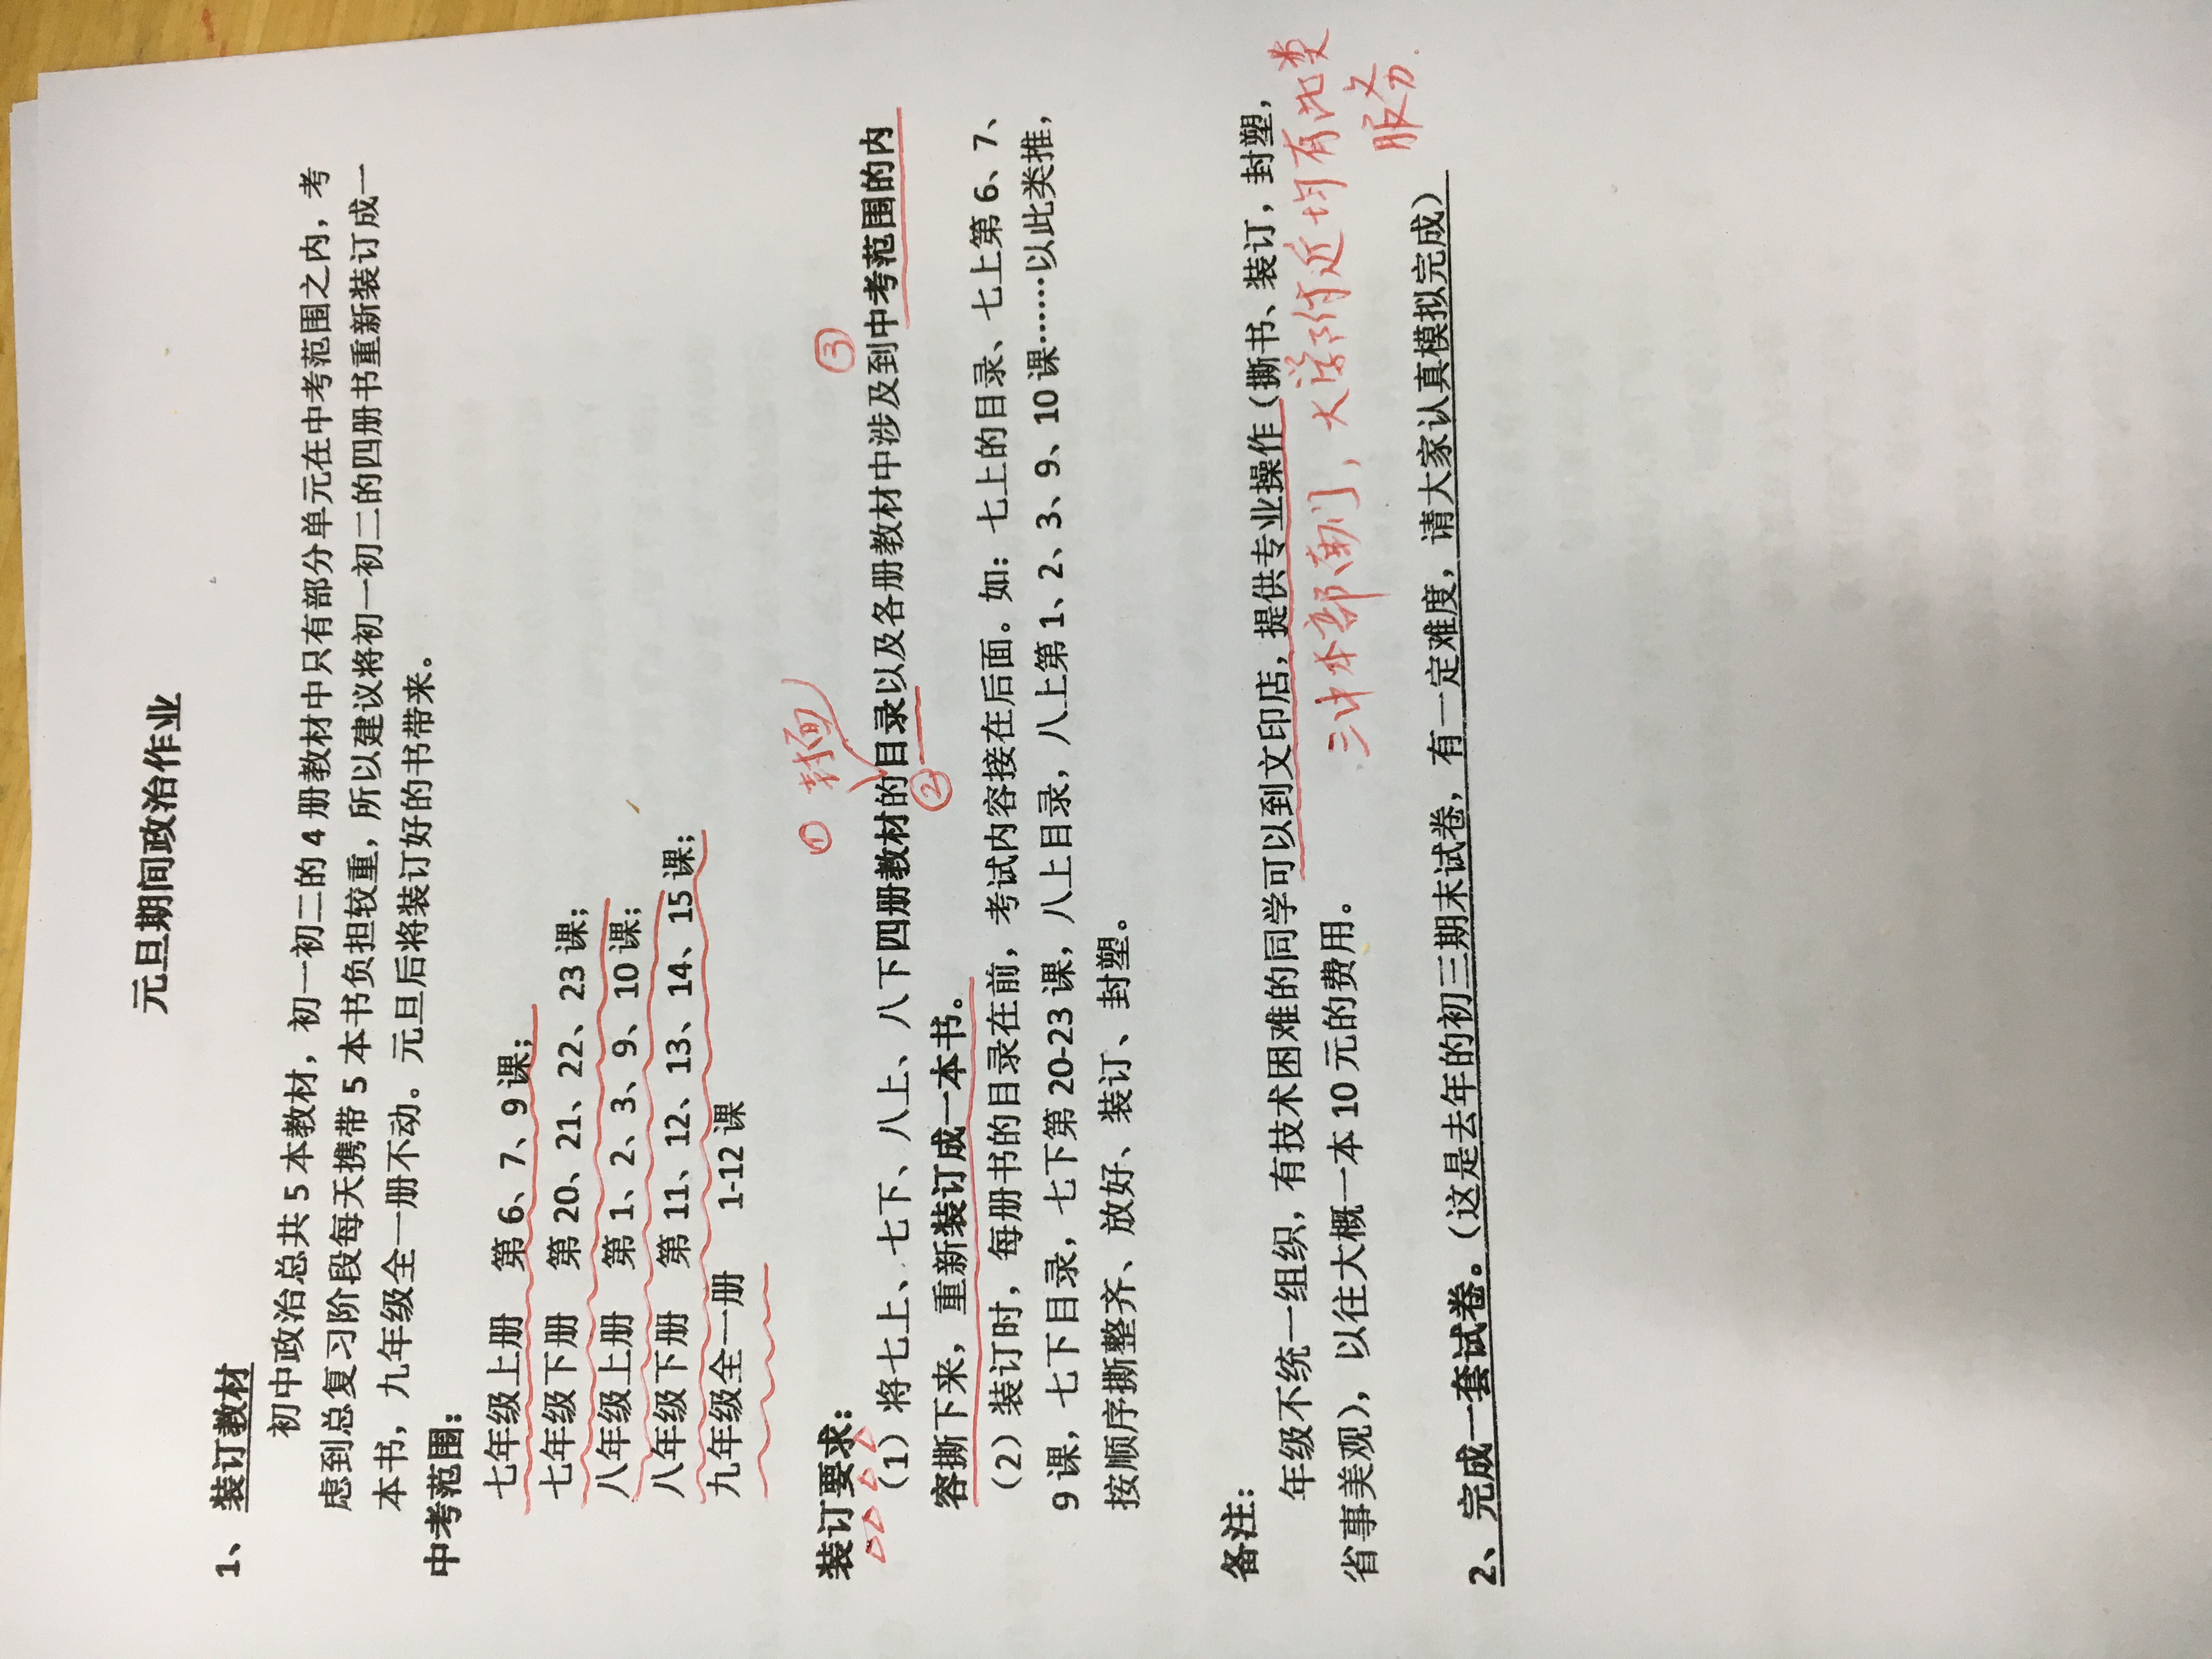 元旦期间政治作业
1、 装订教材
初中政治总共 5 本教材，初一初二的 4 册教材中只有部分单元在中考范围之内，考
虑到总复习阶段每天携带 5 本书负担较重，所以建议将初一初二的四册书重新装订成一
本书，九年级全一册不动。元旦后将装订好的书带来。
中考范围：
七年级上册 第 6、7、9 课；
七年级下册 第 20、21、22、23 课；
八年级上册 第 1、2、3、9、10 课；
八年级下册 第 11、12、13、14、15 课；
九年级全一册 1-12 课
① 封面
③
装订要求：
（1）将七上、七下、八上、八下四册教材的目录以及各册教材中涉及到中考范围的内
②
容撕下来，重新装订成一本书。
（2）装订时，每册书的目录在前，考试内容接在后面。如：七上的目录、七上第 6、7、
9 课，七下目录，七下第 20-23 课，八上目录，八上第 1、2、3、9、10 课……以此类推，
按顺序撕整齐、放好、装订、封塑。
备注：
年级不统一组织，有技术困难的同学可以到文印店，提供专业操作（撕书、装订，封塑，
省事美观），以往大概一本 10 元的费用。
三中本部南门，大学附近均有此类
服务.
2、完成一套试卷。（这是去年的初三期末试卷，有一定难度，请大家认真模拟完成）